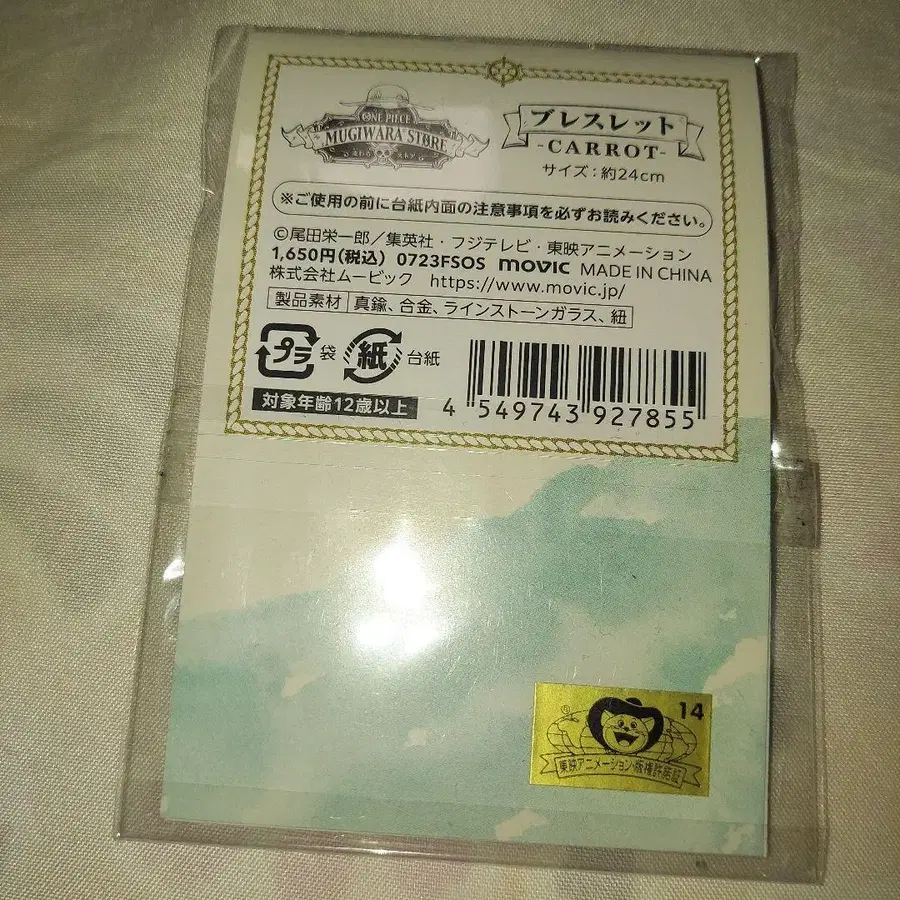 ONE PIECE
MUGIWARA STORE
麦わら ストア
ブレスレット
-CARROT-
サイズ：約24cm
※ご使用の前に台紙内面の注意事項を必ずお読みください。
©尾田栄一郎／集英社・フジテレビ・東映アニメーション
1,650円(税込) 0723FSOS movic MADE IN CHINA
株式会社ムービック https://www.movic.jp/
製品素材 真鍮、合金、ラインストーンガラス、紐
プラ 袋 紙 台紙
対象年齢12歳以上
4 549743 927855
14
東映アニメーション・版権許諾証